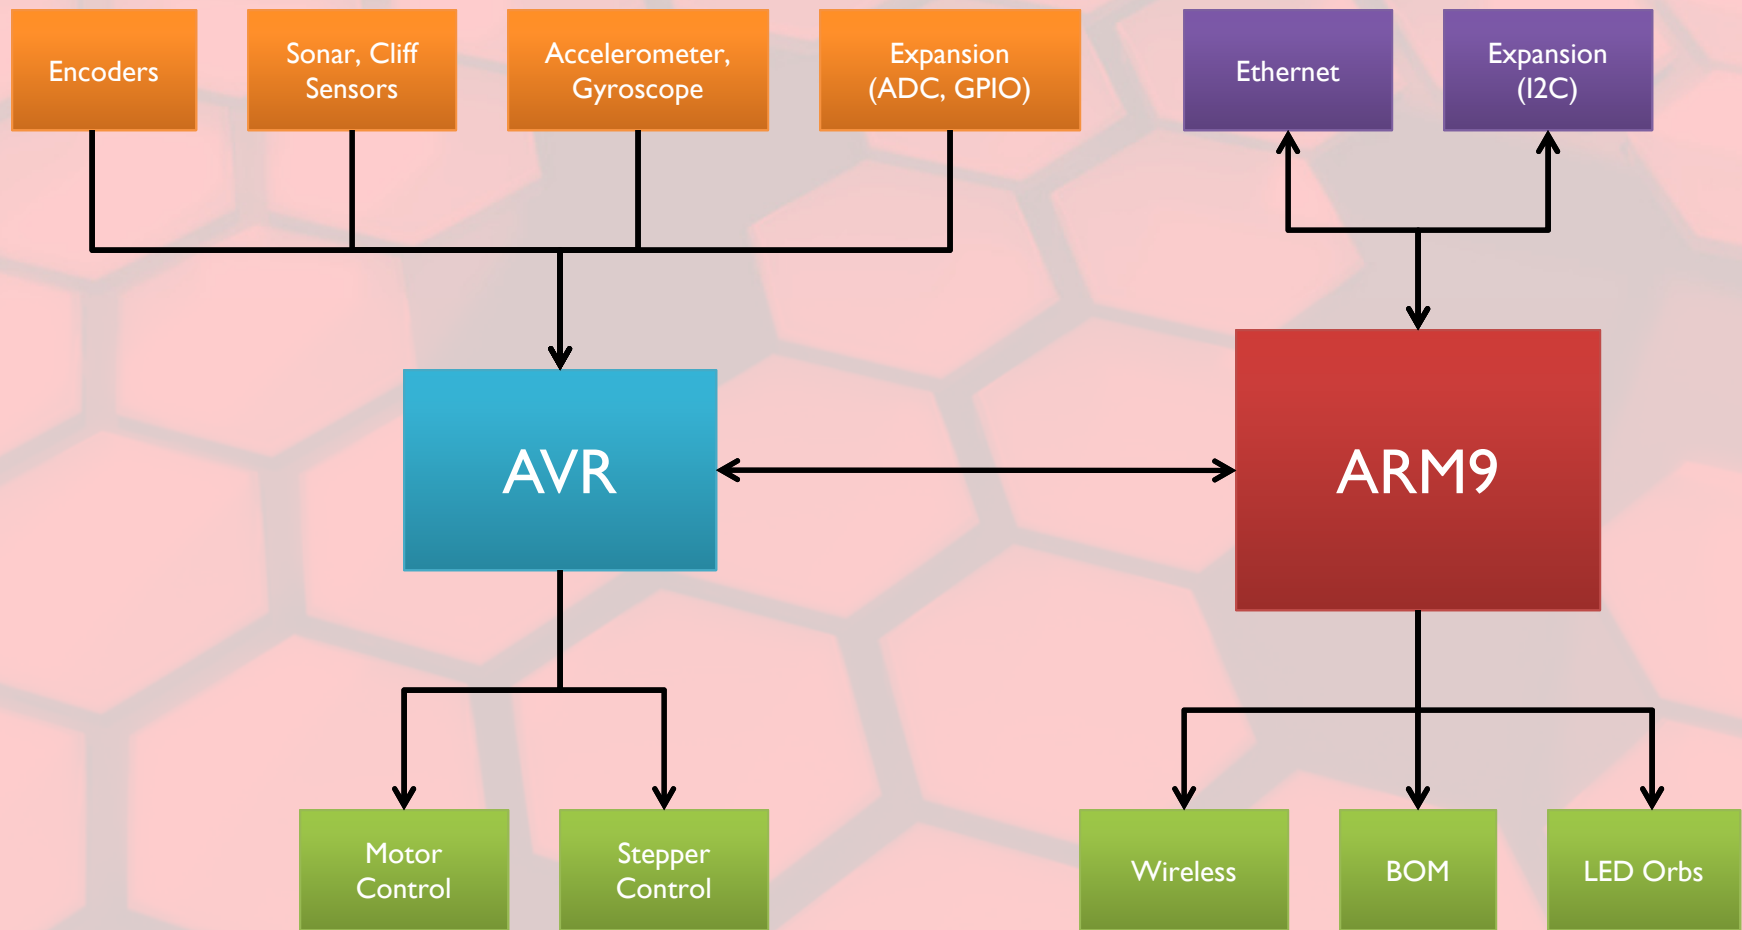 Encoders
Sonar, Cliff
Sensors
Accelerometer,
Gyroscope
Expansion
(ADC, GPIO)
Ethernet
Expansion
(I2C)
AVR
ARM9
Motor
Control
Stepper
Control
Wireless
BOM
LED Orbs